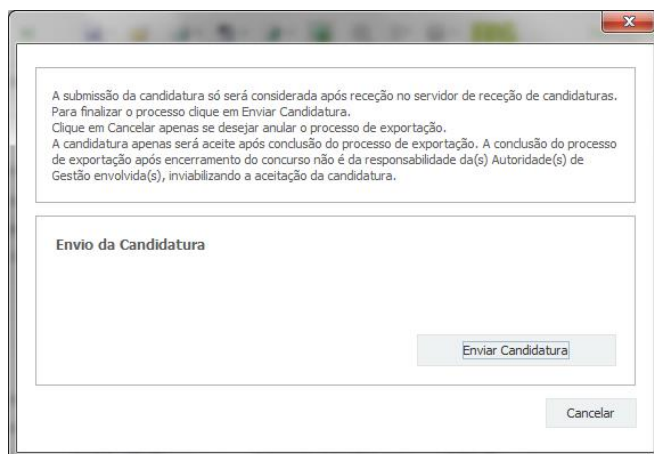 A submissão da candidatura só será considerada após receção no servidor de receção de candidaturas.
Para finalizar o processo clique em Enviar Candidatura.
Clique em Cancelar apenas se desejar anular o processo de exportação.
A candidatura apenas será aceite após conclusão do processo de exportação. A conclusão do processo
de exportação após encerramento do concurso não é da responsabilidade da(s) Autoridade(s) de
Gestão envolvida(s), inviabilizando a aceitação da candidatura.
Envio da Candidatura
Enviar Candidatura
Cancelar